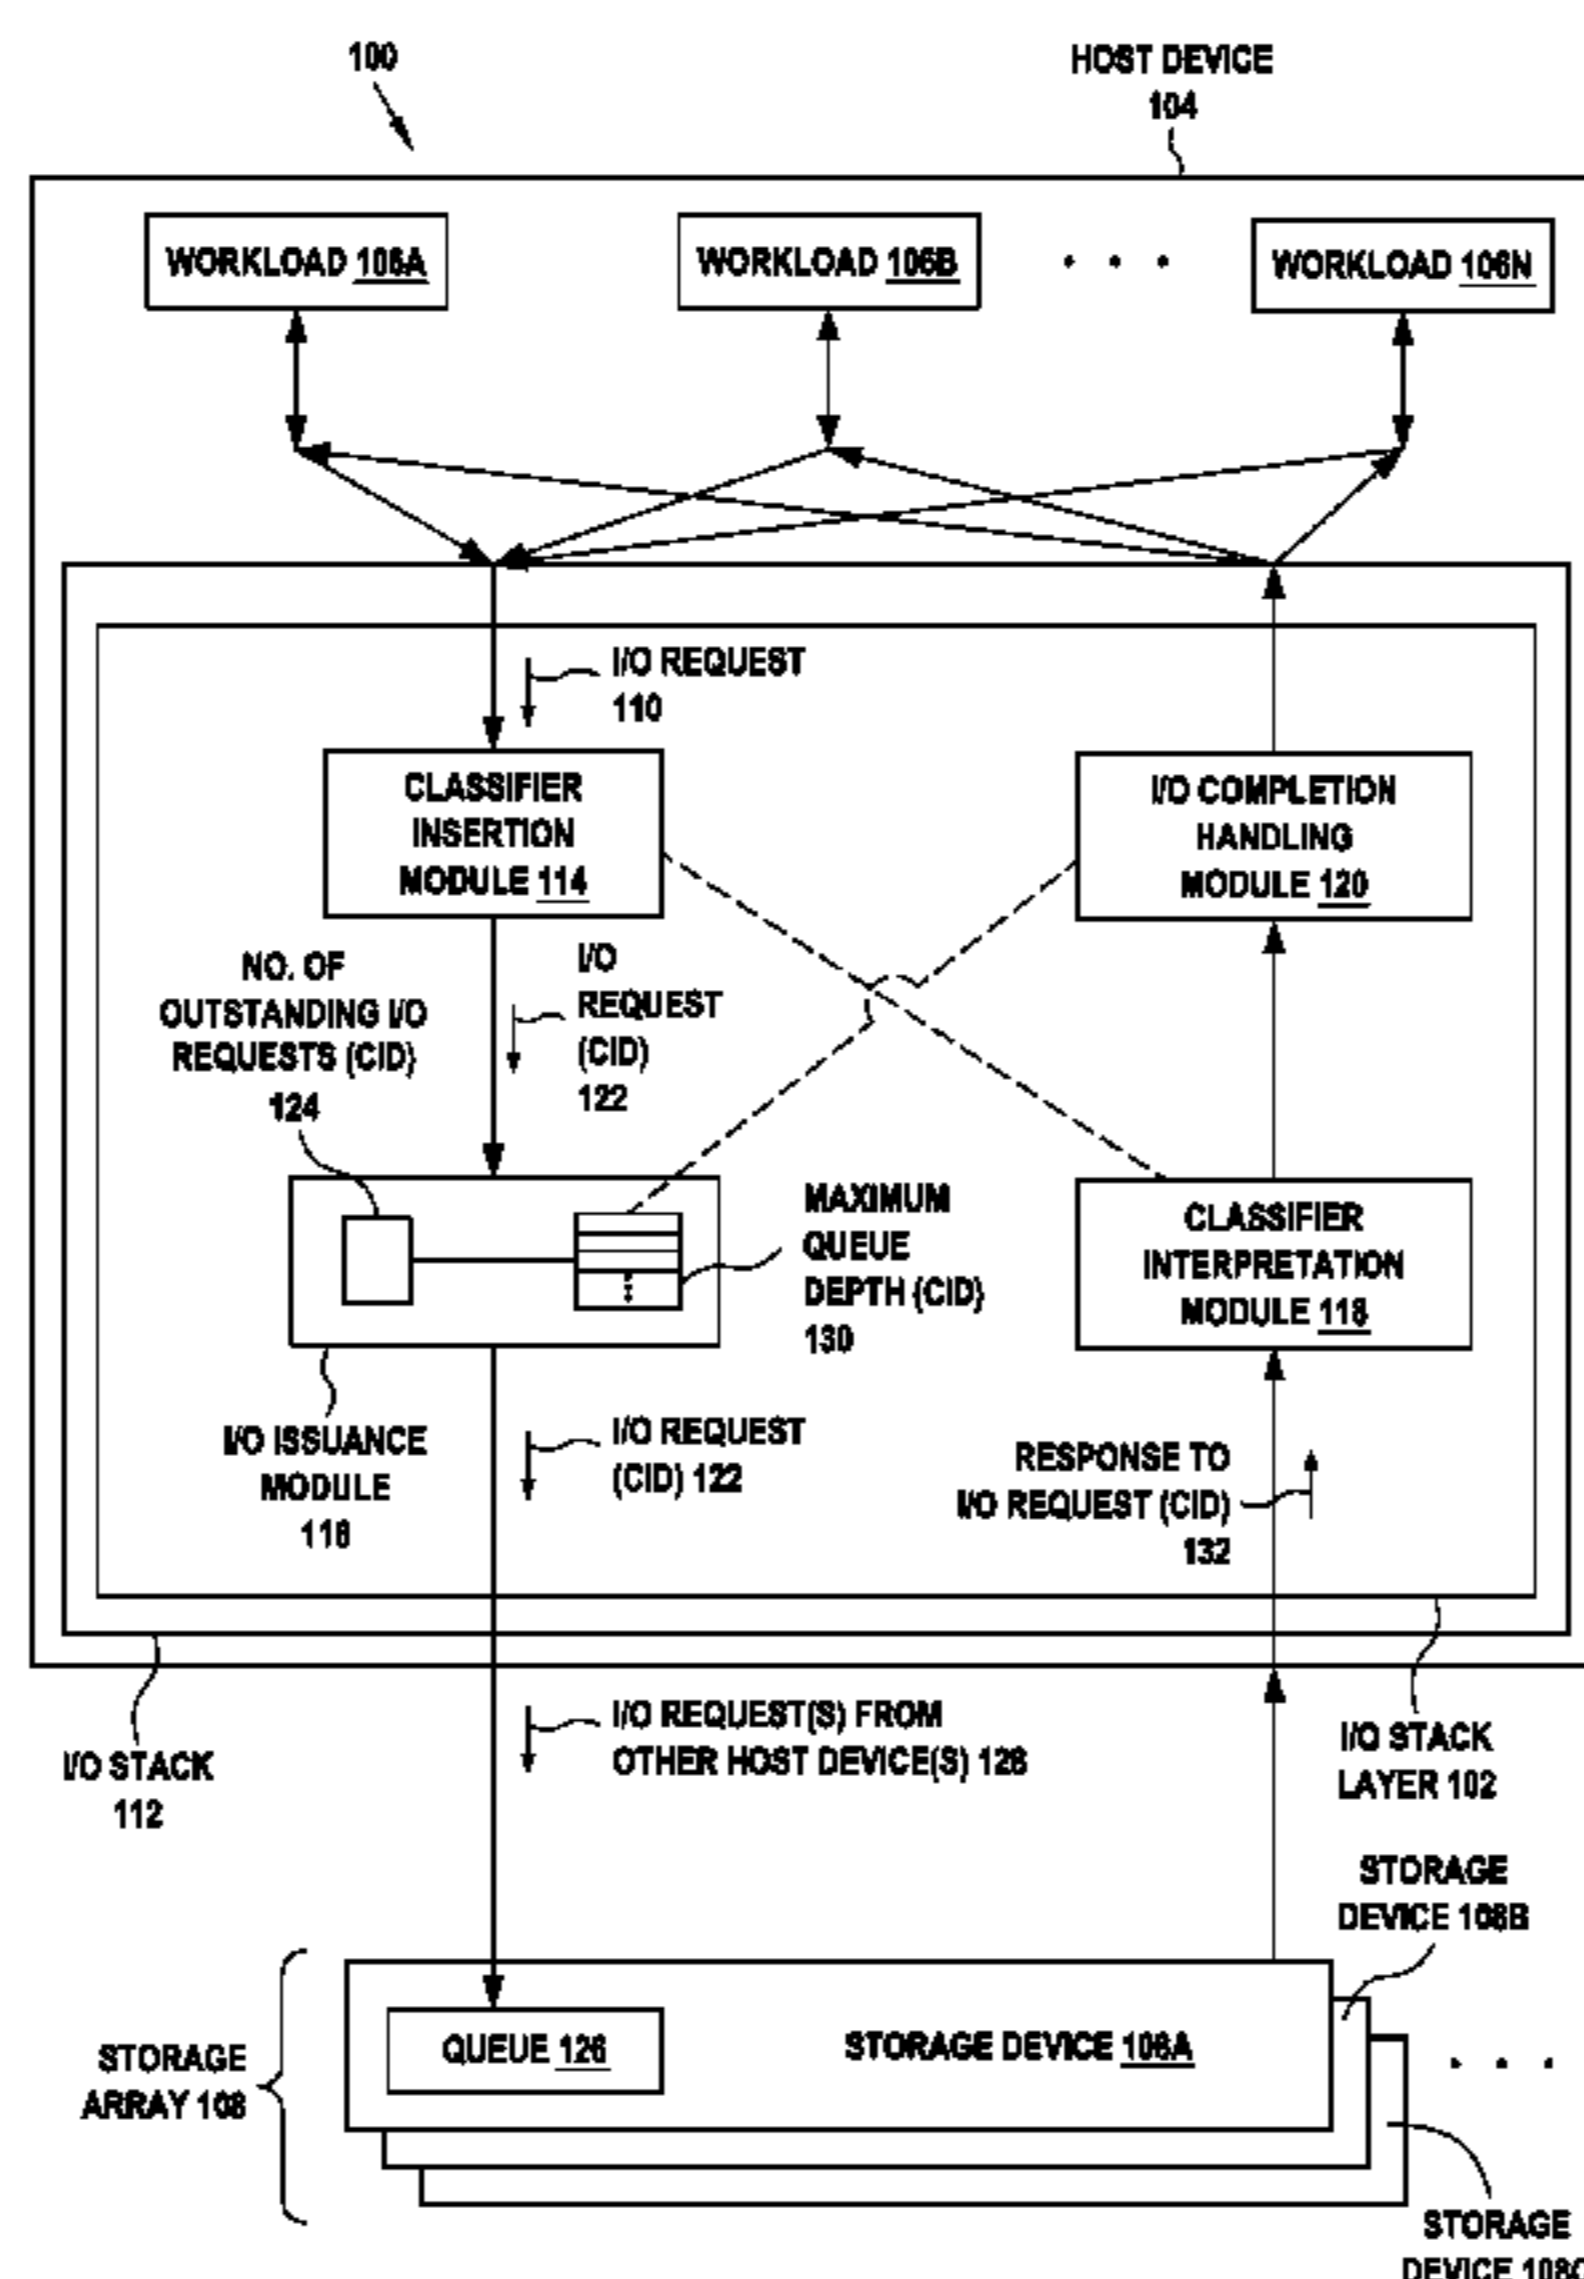 100
HOST DEVICE
104
WORKLOAD 106A
WORKLOAD 106B
. . .
WORKLOAD 106N
I/O REQUEST
110
CLASSIFIER
INSERTION
MODULE 114
I/O COMPLETION
HANDLING
MODULE 120
NO. OF
OUTSTANDING I/O
REQUESTS (CID)
124
I/O
REQUEST
(CID)
122
MAXIMUM
QUEUE
DEPTH (CID)
130
CLASSIFIER
INTERPRETATION
MODULE 118
I/O ISSUANCE
MODULE
116
I/O REQUEST
(CID) 122
RESPONSE TO
I/O REQUEST (CID)
132
I/O STACK
112
I/O REQUEST(S) FROM
OTHER HOST DEVICE(S) 128
I/O STACK
LAYER 102
STORAGE
DEVICE 108B
STORAGE
ARRAY 108
QUEUE 126
STORAGE DEVICE 108A
. . .
STORAGE
DEVICE 108C